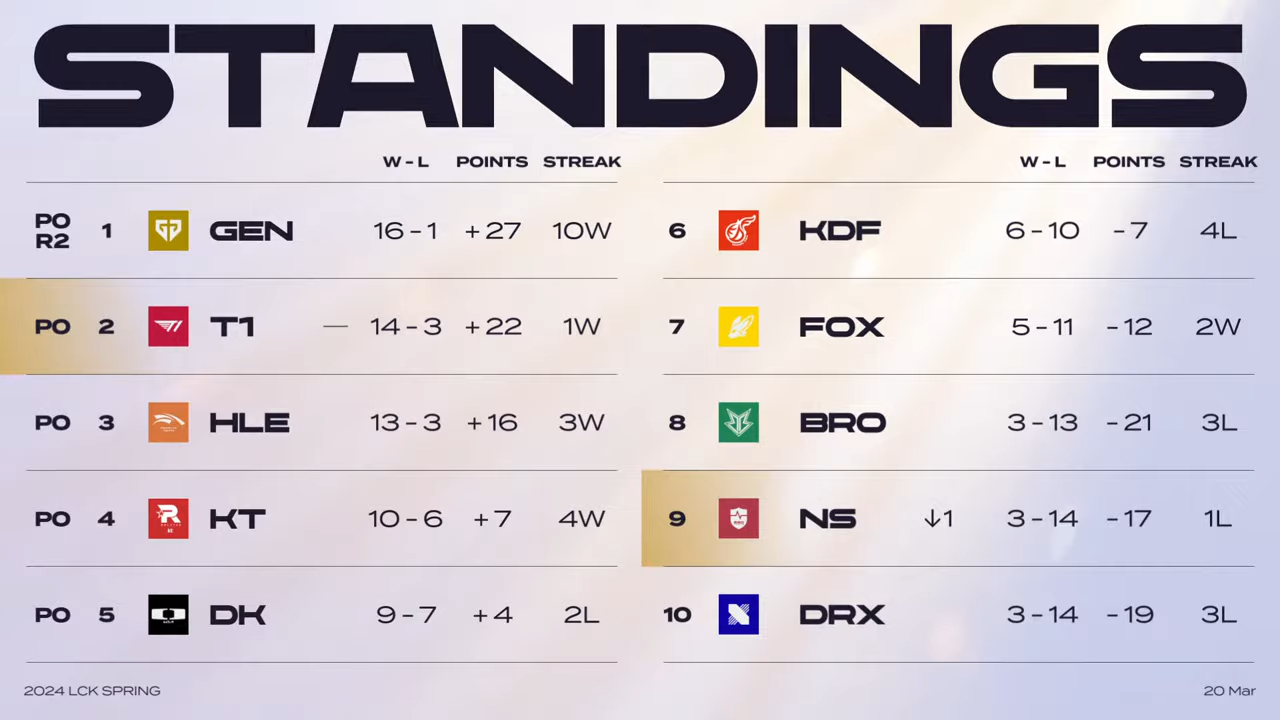 STANDINGS
W - L POINTS STREAK
PO R2 1 GEN 16 - 1 +27 10W
PO 2 T1 — 14 - 3 +22 1W
PO 3 HLE 13 - 3 +16 3W
PO 4 KT 10 - 6 +7 4W
PO 5 DK 9 - 7 +4 2L
W - L POINTS STREAK
6 KDF 6 - 10 -7 4L
7 FOX 5 - 11 -12 2W
8 BRO 3 - 13 -21 3L
9 NS ↓1 3 - 14 -17 1L
10 DRX 3 - 14 -19 3L
2024 LCK SPRING
20 Mar